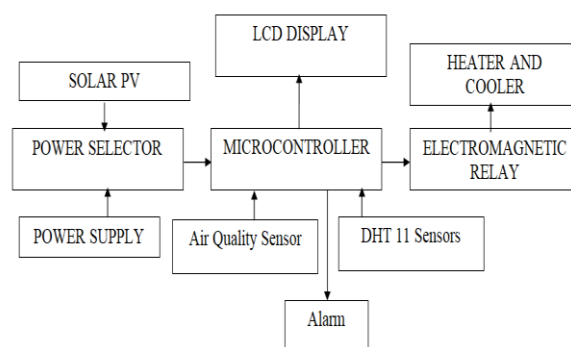 LCD DISPLAY
HEATER AND
COOLER
SOLAR PV
POWER SELECTOR
MICROCONTROLLER
ELECTROMAGNETIC
RELAY
POWER SUPPLY
Air Quality Sensor
DHT 11 Sensors
Alarm